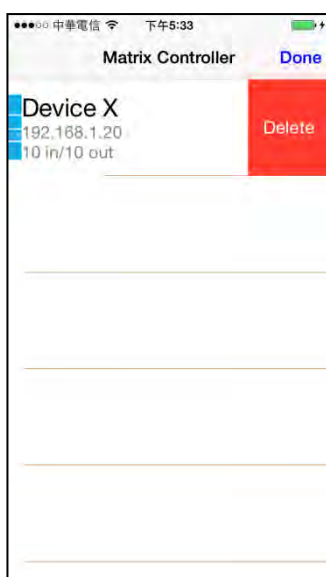 中華電信 下午5:33
Matrix Controller Done
Device X
192.168.1.20
10 in/10 out
Delete